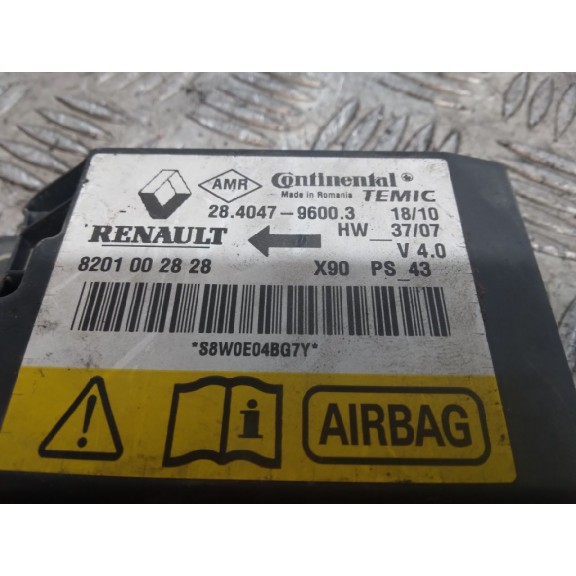 AMR Continental
Made in Romania TEMIC
28.4047-9600.3 18/10
RENAULT HW_37/07
V 4.0
8201 00 28 28 X90 PS_43
*S8W0E04BG7Y*
i AIRBAG